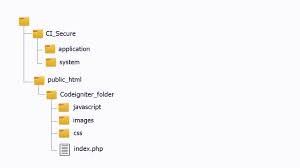 CI_Secure
application
system
public_html
Codeigniter_folder
javascript
images
css
index.php